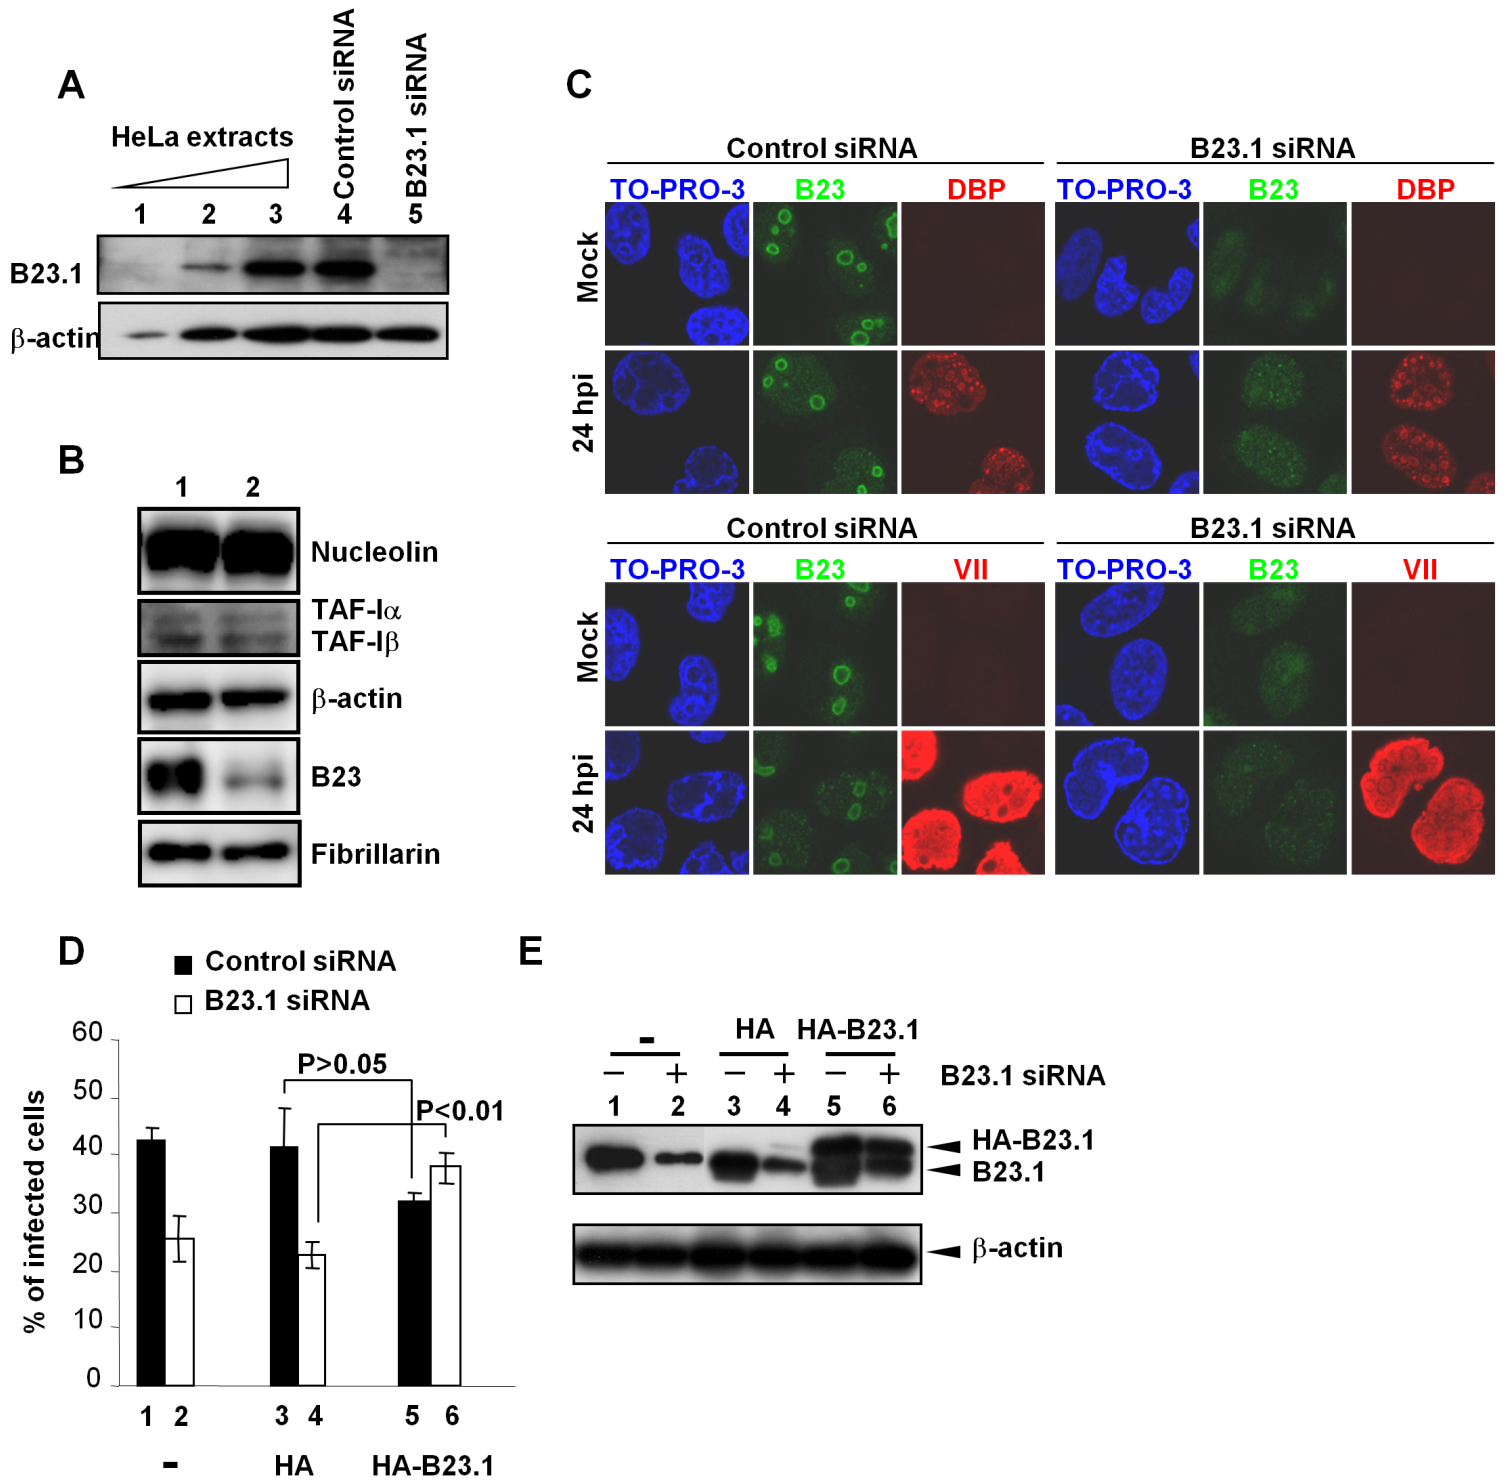 A
HeLa extracts
Control siRNA
B23.1 siRNA
1 2 3 4 5
B23.1
β-actin
B
1 2
Nucleolin
TAF-Iα
TAF-Iβ
β-actin
B23
Fibrillarin
C
Control siRNA B23.1 siRNA
TO-PRO-3 B23 DBP TO-PRO-3 B23 DBP
Mock
24 hpi
Control siRNA B23.1 siRNA
TO-PRO-3 B23 VII TO-PRO-3 B23 VII
Mock
24 hpi
D
Control siRNA
B23.1 siRNA
% of infected cells
60
50
40
30
20
10
0
P>0.05
P<0.01
1 2 3 4 5 6
- HA HA-B23.1
E
- HA HA-B23.1
− + − + − + B23.1 siRNA
1 2 3 4 5 6
HA-B23.1
B23.1
β-actin